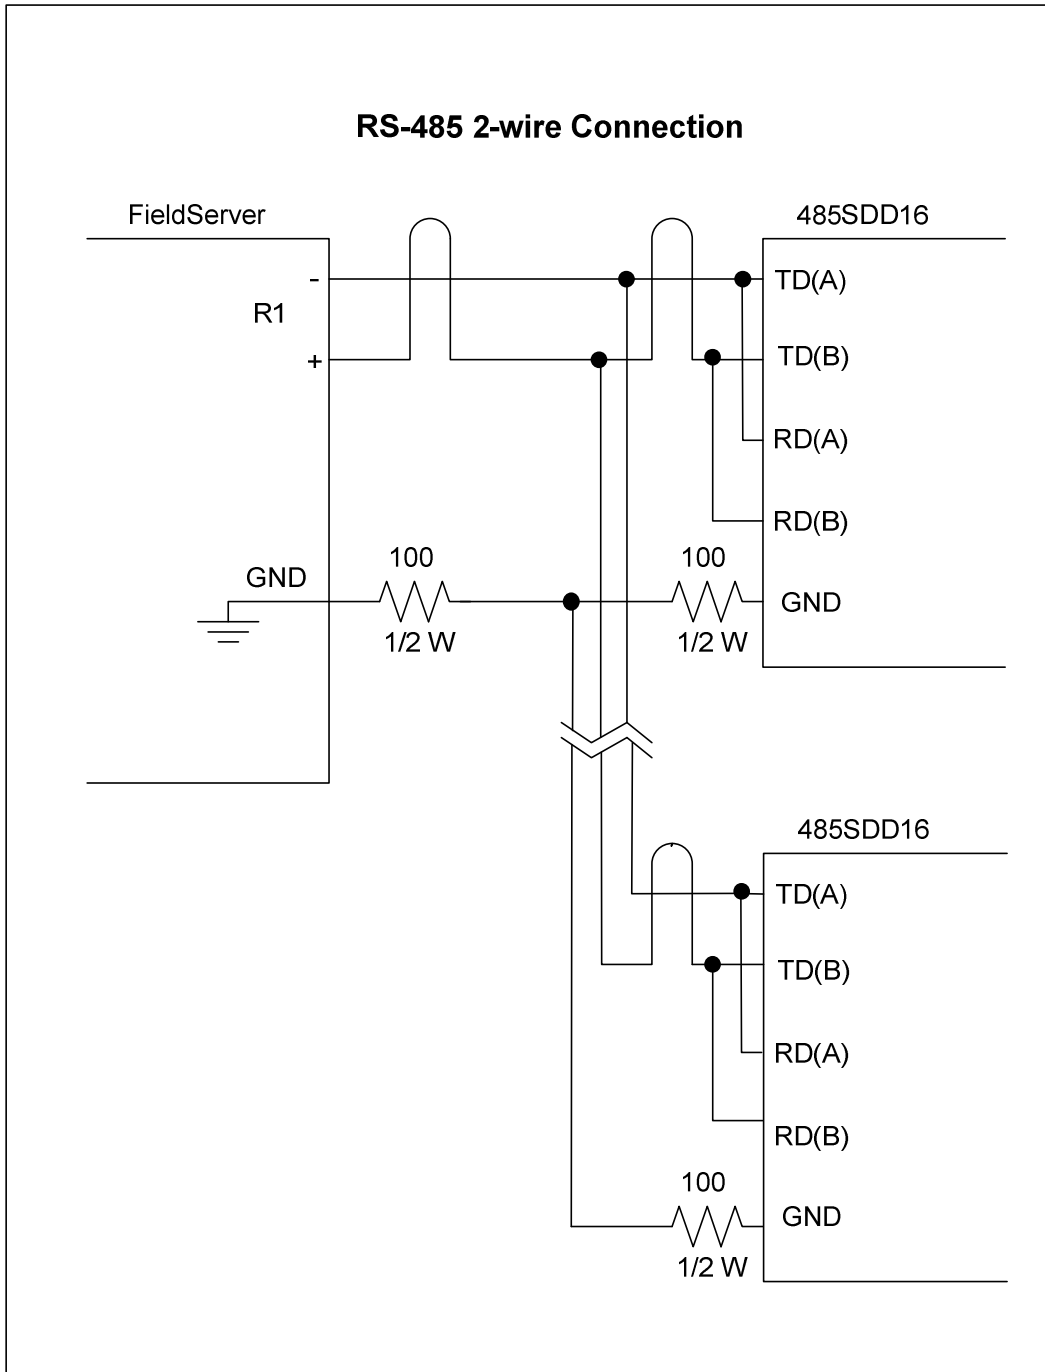 RS-485 2-wire Connection
FieldServer
485SDD16
-
R1
+
TD(A)
TD(B)
RD(A)
RD(B)
GND
100
1/2 W
100
1/2 W
GND
485SDD16
TD(A)
TD(B)
RD(A)
RD(B)
100
1/2 W
GND